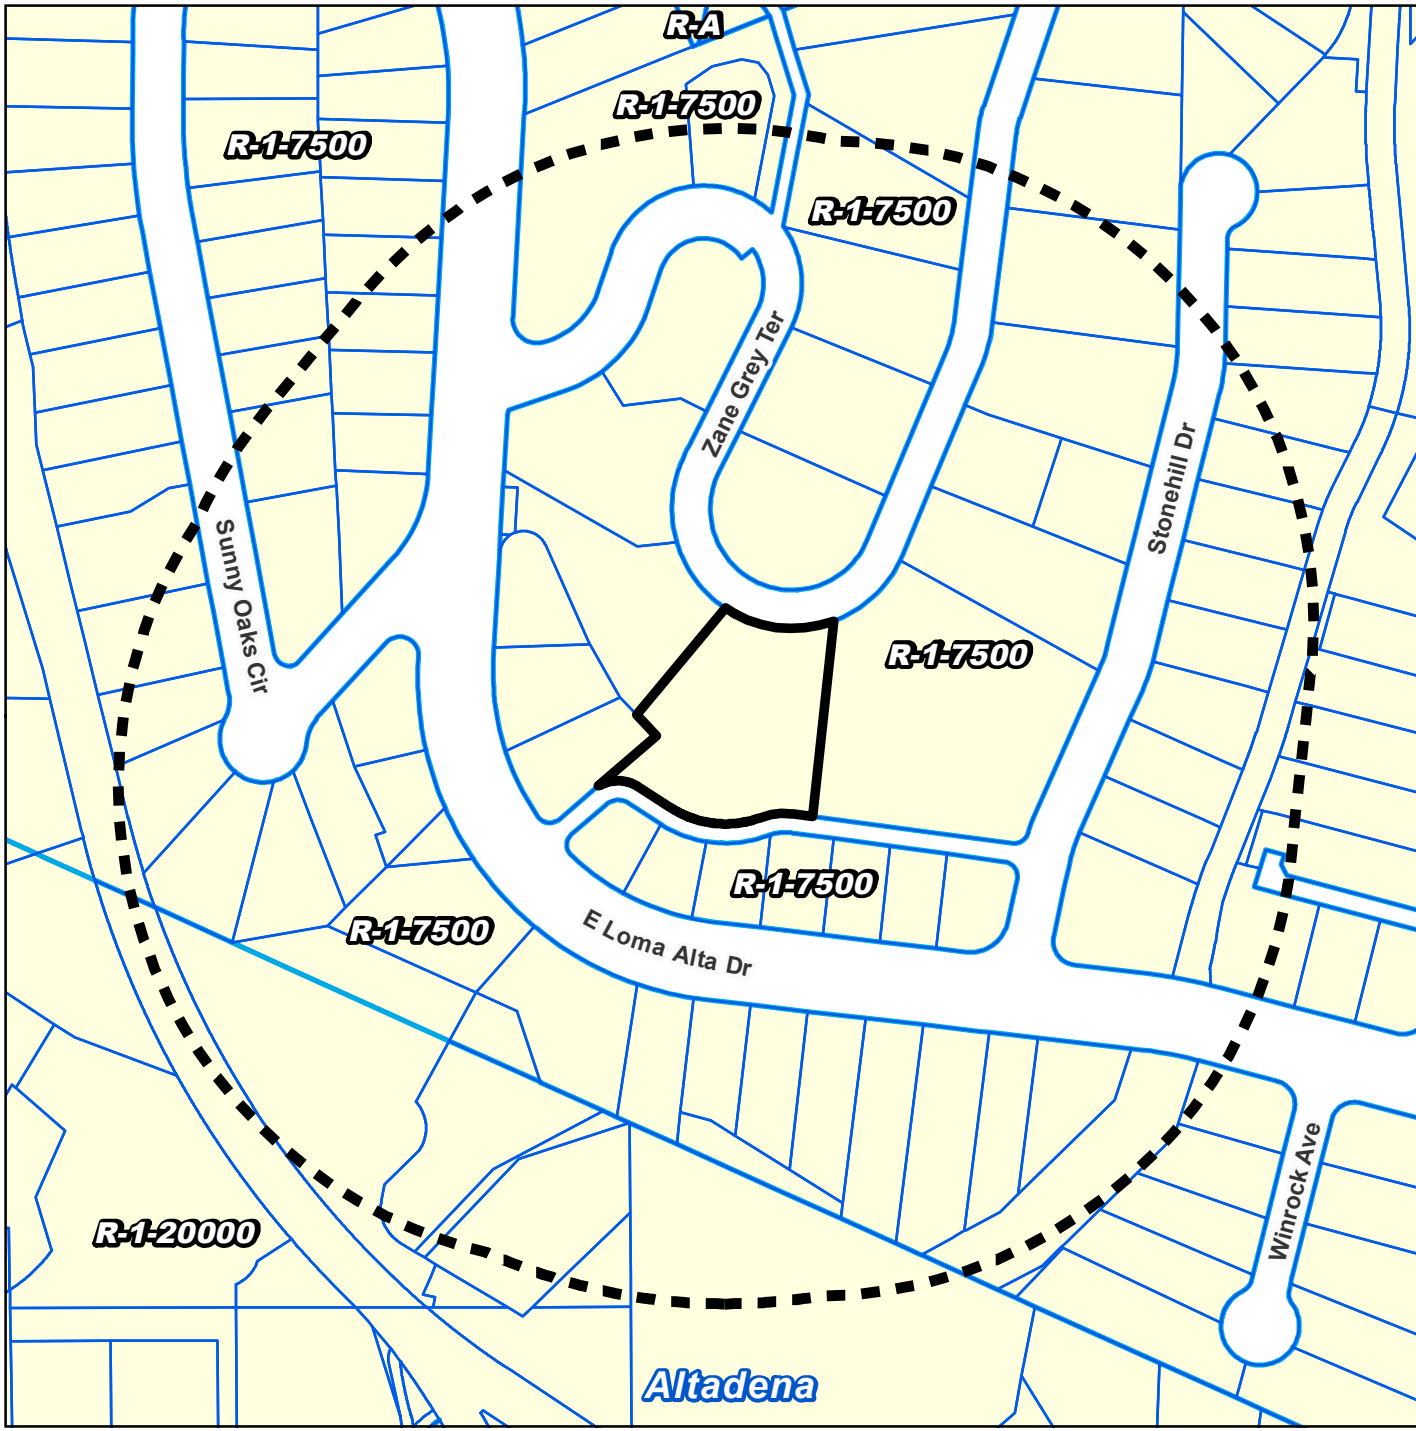 R-A
R-1-7500
R-1-7500
R-1-7500
Zane Grey Ter
Stonehill Dr
Sunny Oaks Cir
R-1-7500
R-1-7500
R-1-7500
E Loma Alta Dr
Winrock Ave
R-1-20000
Altadena